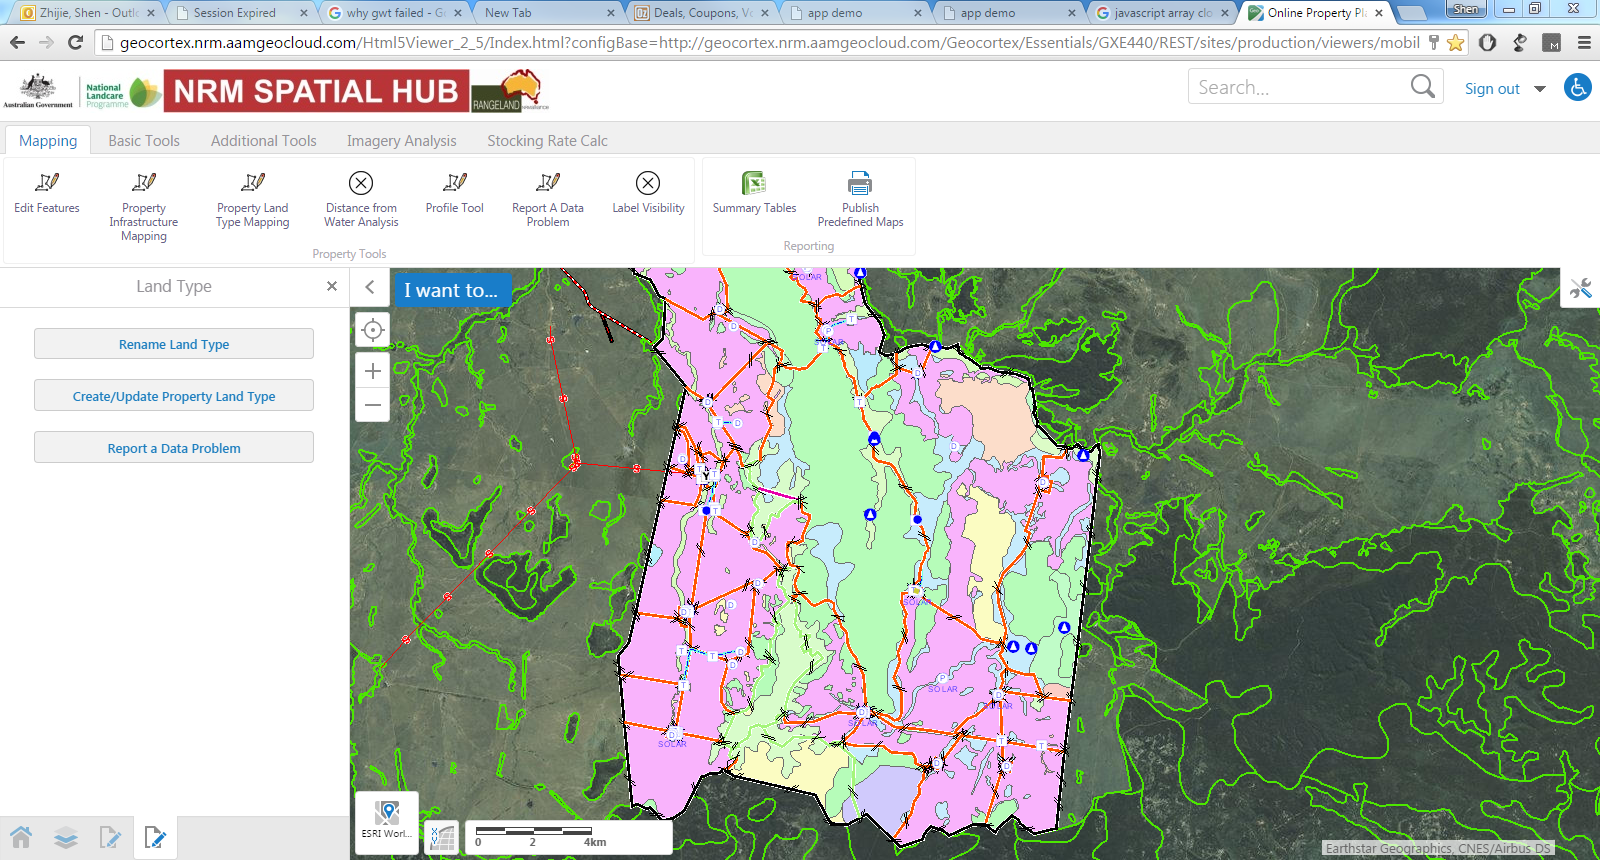 Zhijie, Shen - Outlo
Session Expired
why gwt failed - Go
New Tab
Deals, Coupons, Ve
app demo
app demo
javascript array clo
Online Property Pla
Shen
geocortex.nrm.aamgeocloud.com/Html5Viewer_2_5/Index.html?configBase=http://geocortex.nrm.aamgeocloud.com/Geocortex/Essentials/GXE440/REST/sites/production/viewers/mobil
Australian Government
National
Landcare
Programme
NRM SPATIAL HUB
RANGELAND
Search...
Sign out
Mapping
Basic Tools
Additional Tools
Imagery Analysis
Stocking Rate Calc
Edit Features
Property
Infrastructure
Mapping
Property Land
Type Mapping
Distance from
Water Analysis
Profile Tool
Report A Data
Problem
Label Visibility
Property Tools
Summary Tables
Publish
Predefined Maps
Reporting
Land Type
Rename Land Type
Create/Update Property Land Type
Report a Data Problem
I want to...
SOLAR
SOLAR
SOLAR
SOLAR
SOLAR
SOLAR
SOLAR
ESRI Worl...
0 2 4km
Earthstar Geographics, CNES/Airbus DS